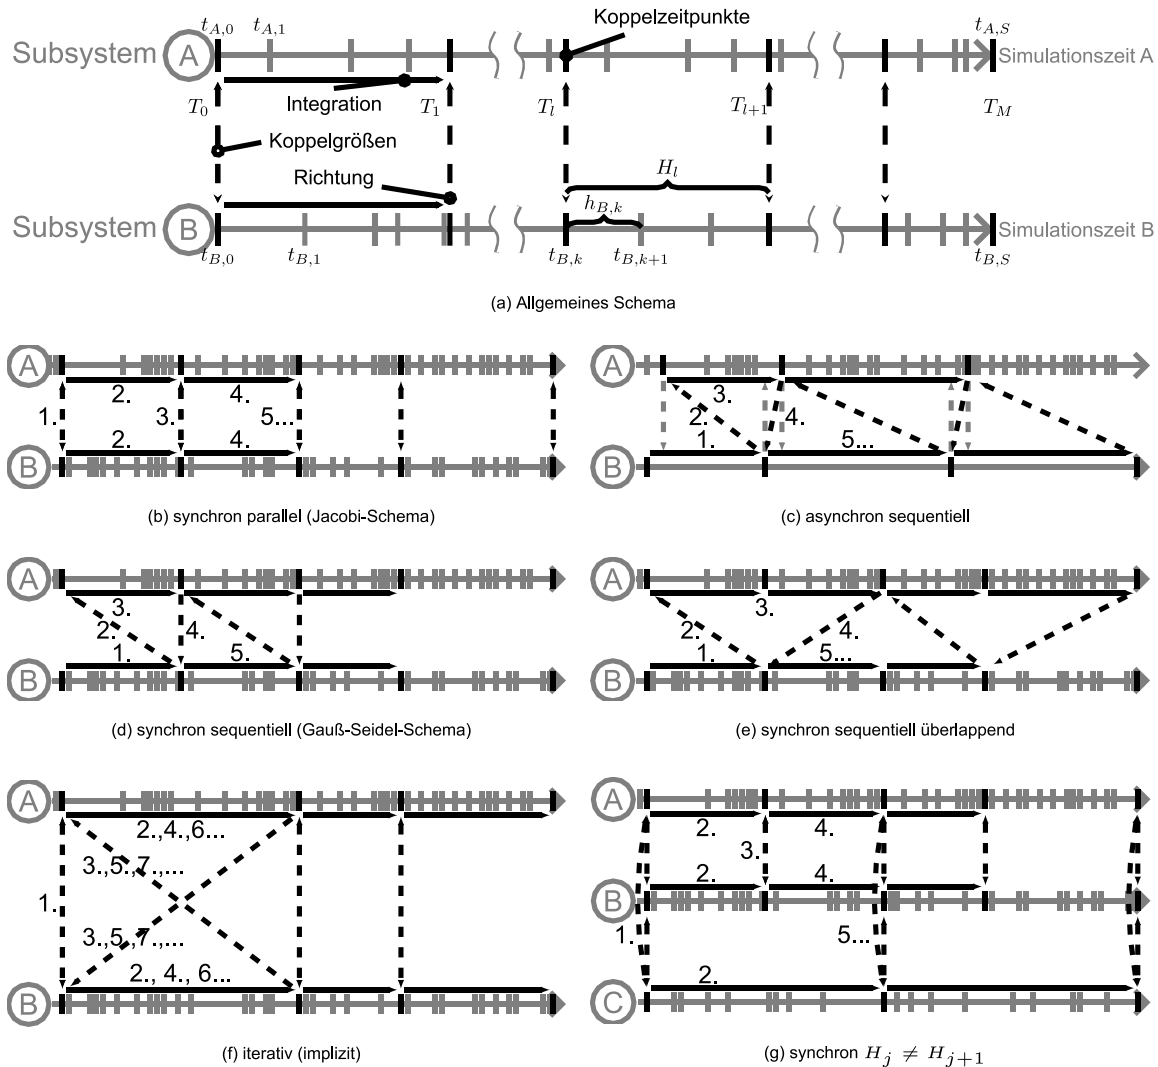 t_{A,0} t_{A,1} Koppelzeitpunkte t_{A,S}
Subsystem A Simulationszeit A
T_0 Integration T_1 T_l T_{l+1} T_M
Koppelgrößen
Richtung H_l
h_{B,k}
Subsystem B Simulationszeit B
t_{B,0} t_{B,1} t_{B,k} t_{B,k+1} t_{B,S}
(a) Allgemeines Schema
A
2. 4.
1. 3. 5...
2. 4.
B
(b) synchron parallel (Jacobi-Schema)
A
3.
2. 4.
1. 5...
B
(c) asynchron sequentiell
A
3.
2. 4.
1. 5.
B
(d) synchron sequentiell (Gauß-Seidel-Schema)
A
3.
2. 4.
1. 5...
B
(e) synchron sequentiell überlappend
A
2.,4.,6...
3.,5.,7.,...
1.
3.,5.,7.,...
2., 4., 6...
B
(f) iterativ (implizit)
A
2. 4.
3.
2. 4.
B
1. 5...
2.
C
(g) synchron H_j ≠ H_{j+1}